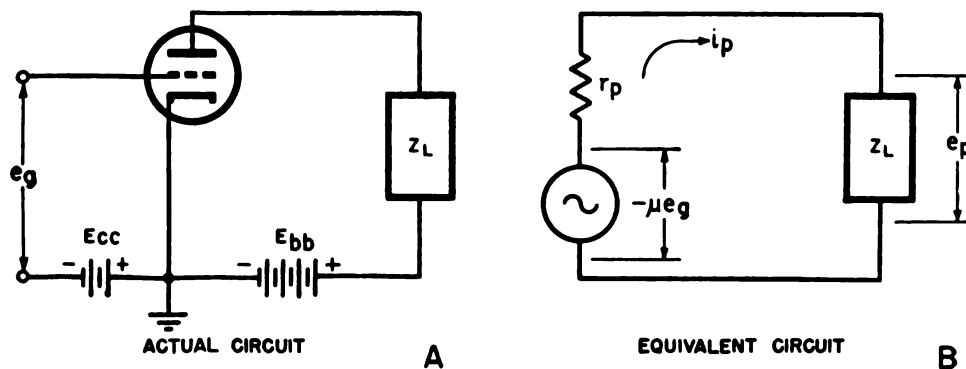 eg
ZL
Ecc
- +
Ebb
- +
ACTUAL CIRCUIT
A
ip
rp
-μeg
ZL
ep
EQUIVALENT CIRCUIT
B